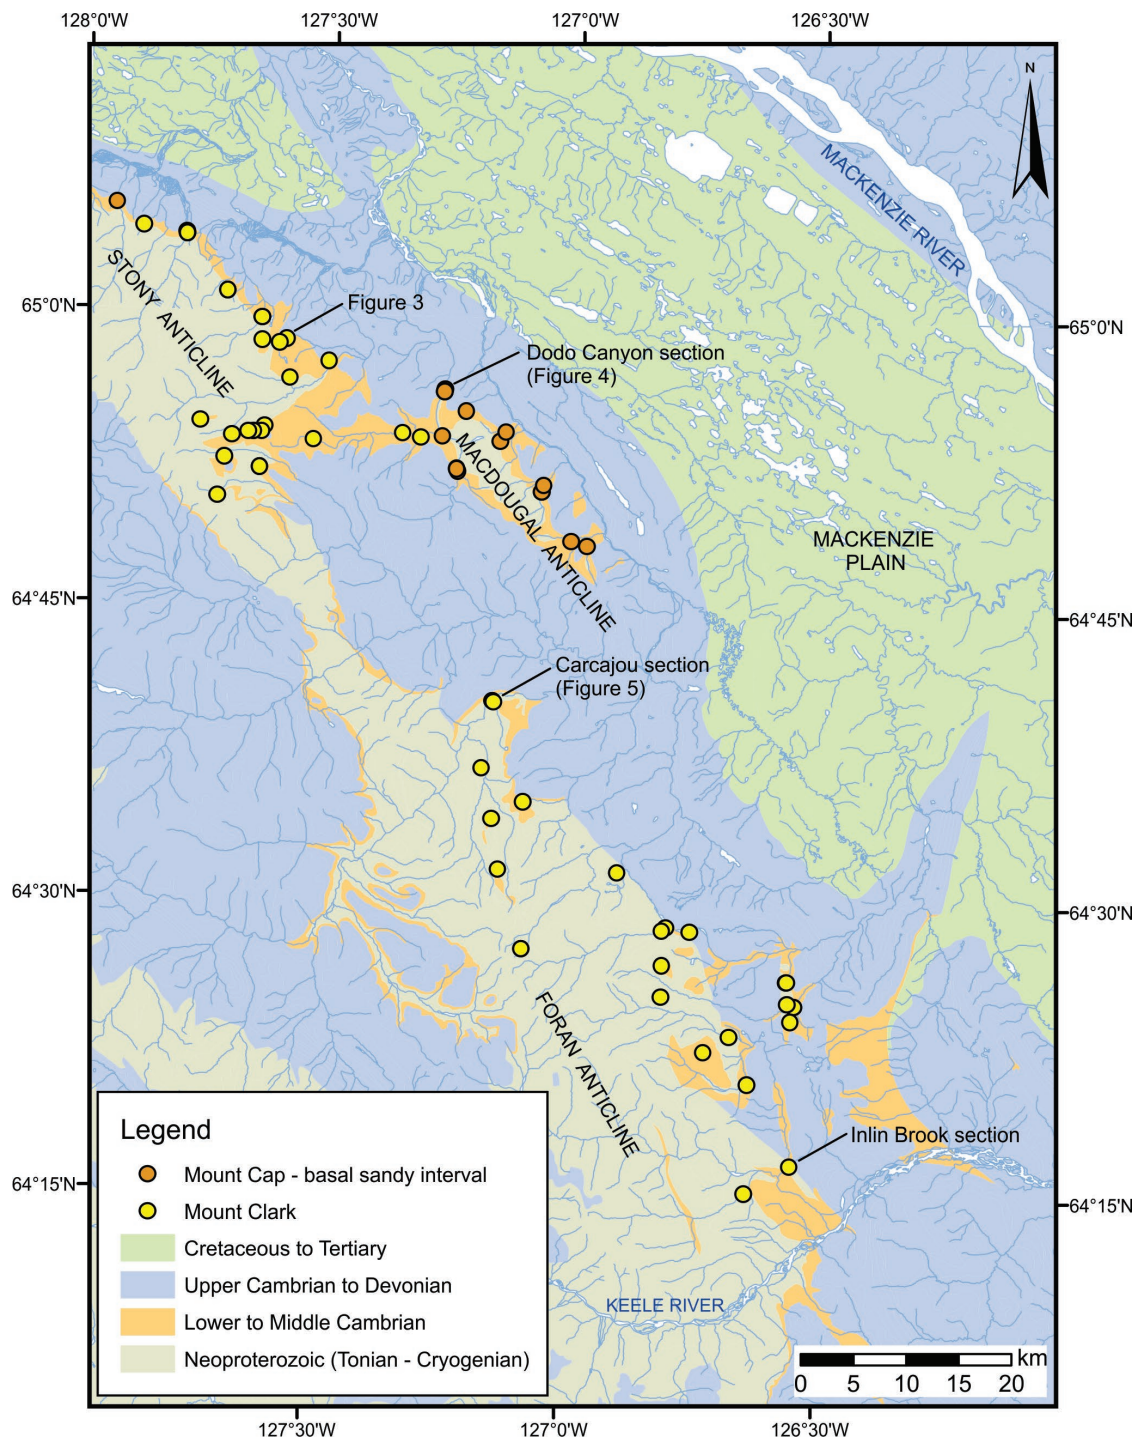 128°0'W
127°30'W
127°0'W
126°30'W
N
MACKENZIE RIVER
STONY ANTICLINE
65°0'N
Figure 3
65°0'N
Dodo Canyon section
(Figure 4)
MACDOUGAL ANTICLINE
MACKENZIE
PLAIN
64°45'N
64°45'N
Carcajou section
(Figure 5)
64°30'N
64°30'N
FORAN ANTICLINE
Inlin Brook section
64°15'N
64°15'N
Legend
Mount Cap - basal sandy interval
Mount Clark
Cretaceous to Tertiary
Upper Cambrian to Devonian
Lower to Middle Cambrian
Neoproterozoic (Tonian - Cryogenian)
KEELE RIVER
km
0 5 10 15 20
127°30'W
127°0'W
126°30'W